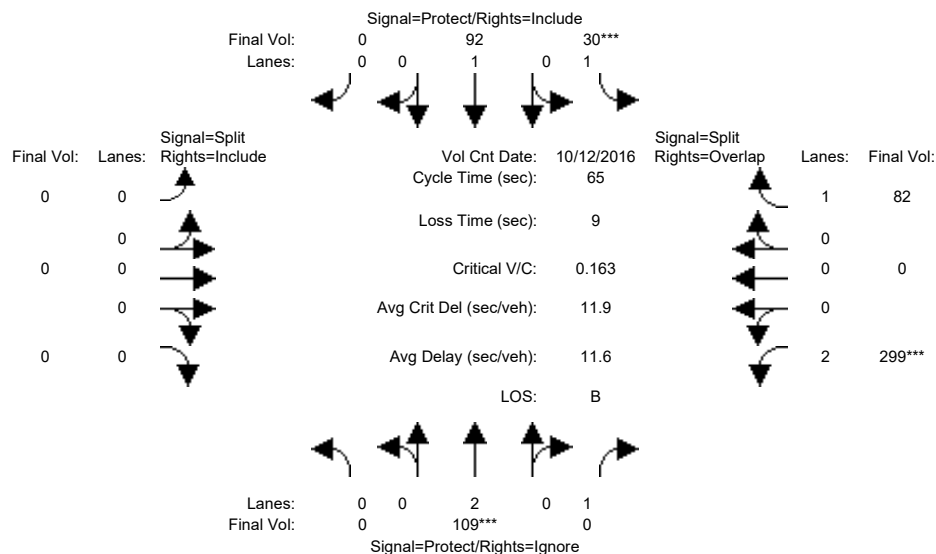 Signal=Protect/Rights=Include
Final Vol: 0 92 30***
Lanes: 0 0 1 0 1
Signal=Split
Final Vol: Lanes: Rights=Include
Vol Cnt Date: 10/12/2016
Signal=Split
Rights=Overlap Lanes: Final Vol:
Cycle Time (sec): 65
0 0
1 82
Loss Time (sec): 9
0
0
0 0
Critical V/C: 0.163
0 0
0
Avg Crit Del (sec/veh): 11.9
0
0 0
Avg Delay (sec/veh): 11.6
2 299***
LOS: B
Lanes: 0 0 2 0 1
Final Vol: 0 109*** 0
Signal=Protect/Rights=Ignore